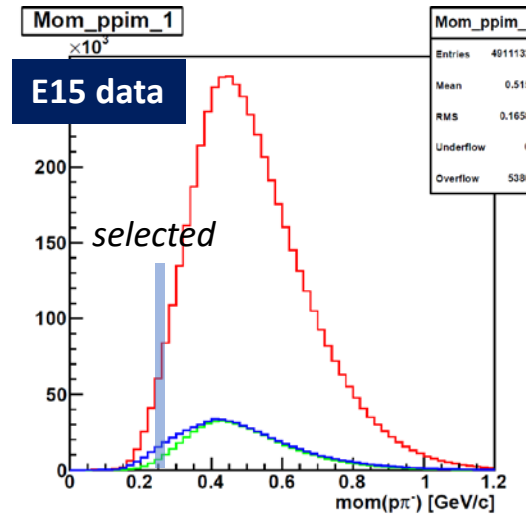 Mom_ppim_1
×10³
Mom_ppim_
Entries
Mean 0.51
RMS 0.165
Underflow
Overflow 538
E15 data
200
selected
150
100
50
0
0 0.2 0.4 0.6 0.8 1 1.2
mom(pπ⁻) [GeV/c]